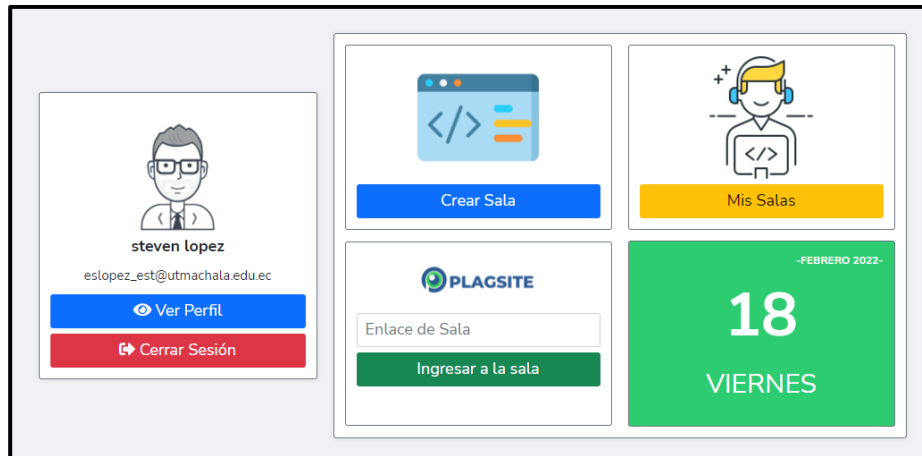 steven lopez
eslopez_est@utmachala.edu.ec
Ver Perfil
Cerrar Sesión
</>
Crear Sala
</>
Mis Salas
PLAGSITE
Enlace de Sala
Ingresar a la sala
-FEBRERO 2022-
18
VIERNES